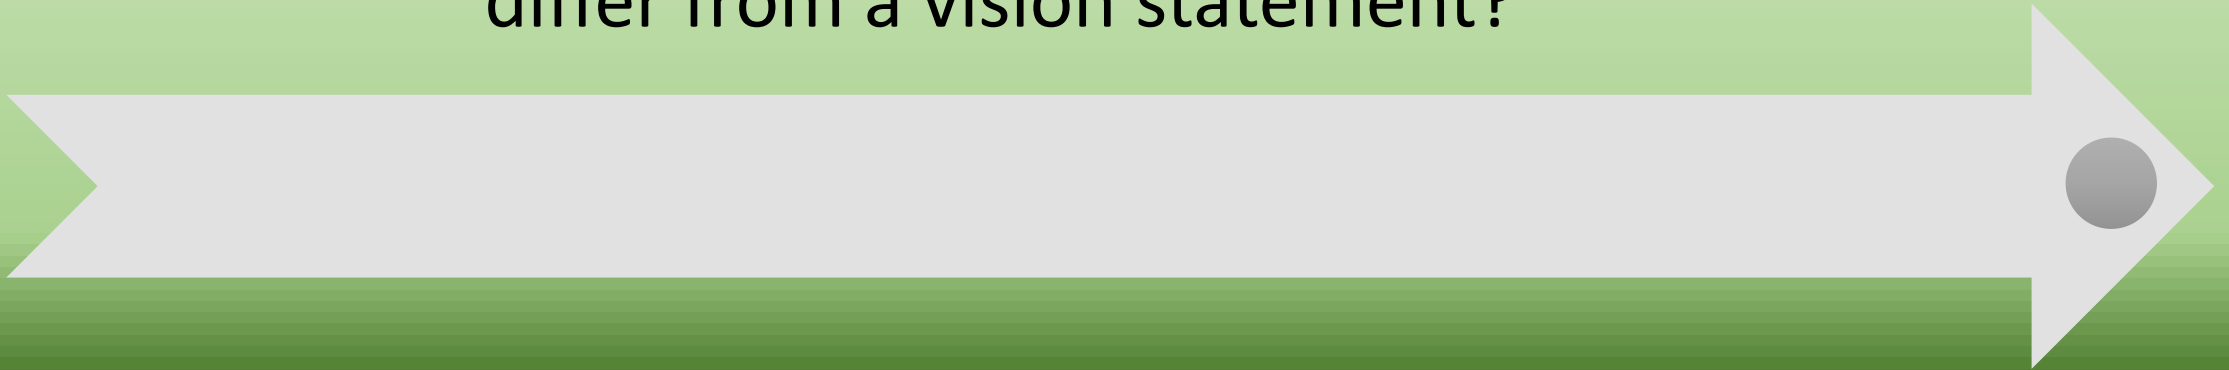 differ from a vision statement?